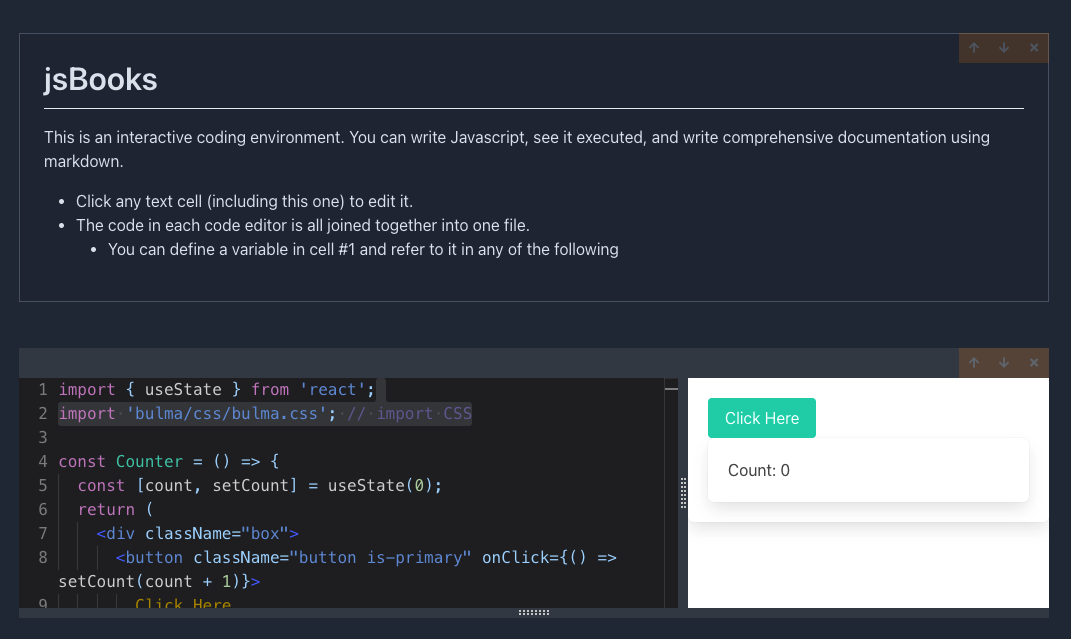 jsBooks
This is an interactive coding environment. You can write Javascript, see it executed, and write comprehensive documentation using
markdown.
• Click any text cell (including this one) to edit it.
• The code in each code editor is all joined together into one file.
• You can define a variable in cell #1 and refer to it in any of the following
1 import { useState } from 'react';
2 import 'bulma/css/bulma.css'; // import CSS
3
4 const Counter = () => {
5 const [count, setCount] = useState(0);
6 return (
7 <div className="box">
8 <button className="button is-primary" onClick={() =>
setCount(count + 1)}>
9 Click Here
Click Here
Count: 0